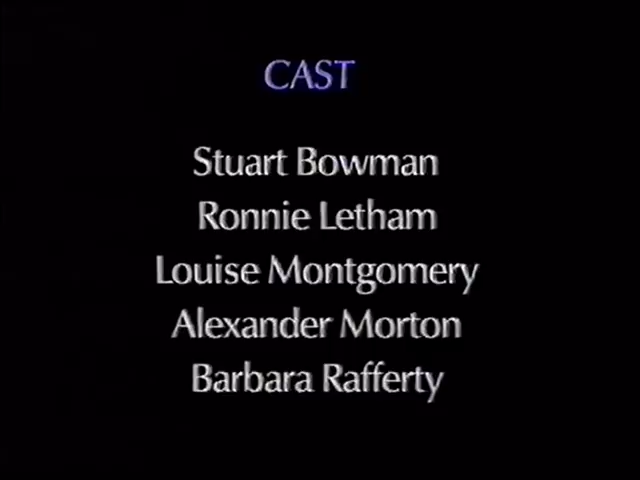 CAST
Stuart Bowman
Ronnie Letham
Louise Montgomery
Alexander Morton
Barbara Rafferty